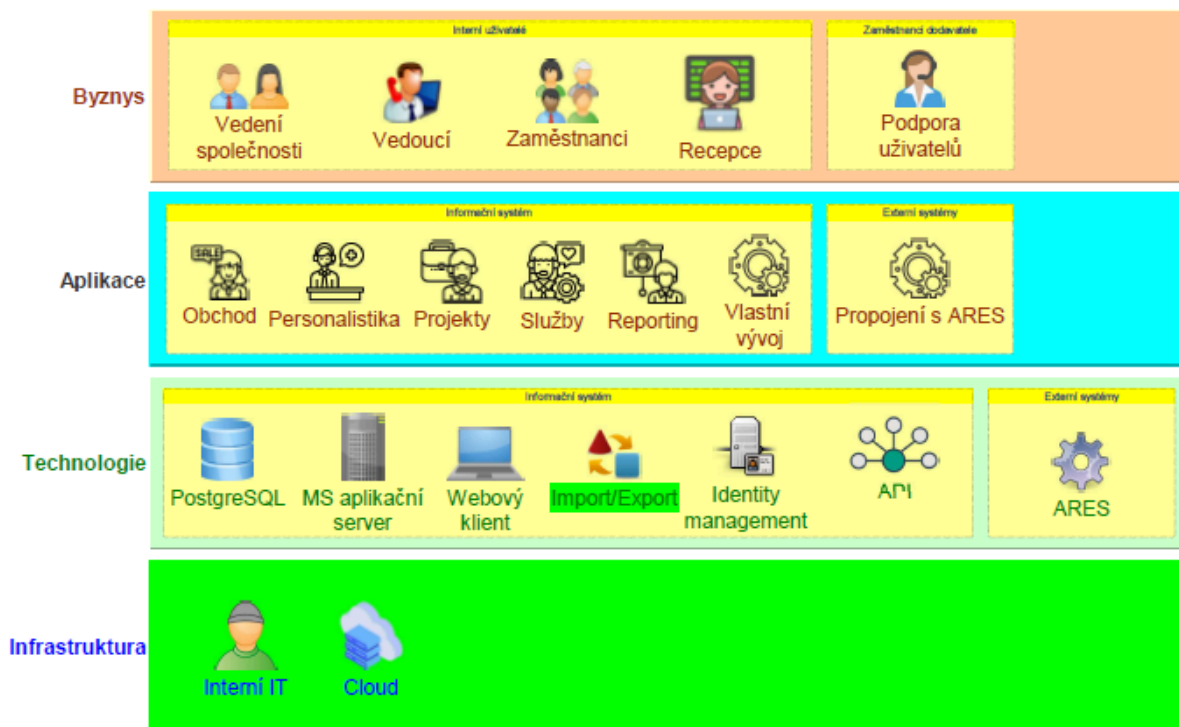 Interní uživatelé
Zaměstnanci dodavatele
Byznys
Vedení
společnosti
Vedoucí
Zaměstnanci
Recepce
Podpora
uživatelů
Informační systém
Externí systémy
Aplikace
SALE
Obchod
Personalistika
Projekty
Služby
Reporting
Vlastní
vývoj
Propojení s ARES
Informační systém
Externí systémy
Technologie
PostgreSQL
MS aplikační
server
Webový
klient
Import/Export
Identity
management
API
ARES
Infrastruktura
Interní IT
Cloud